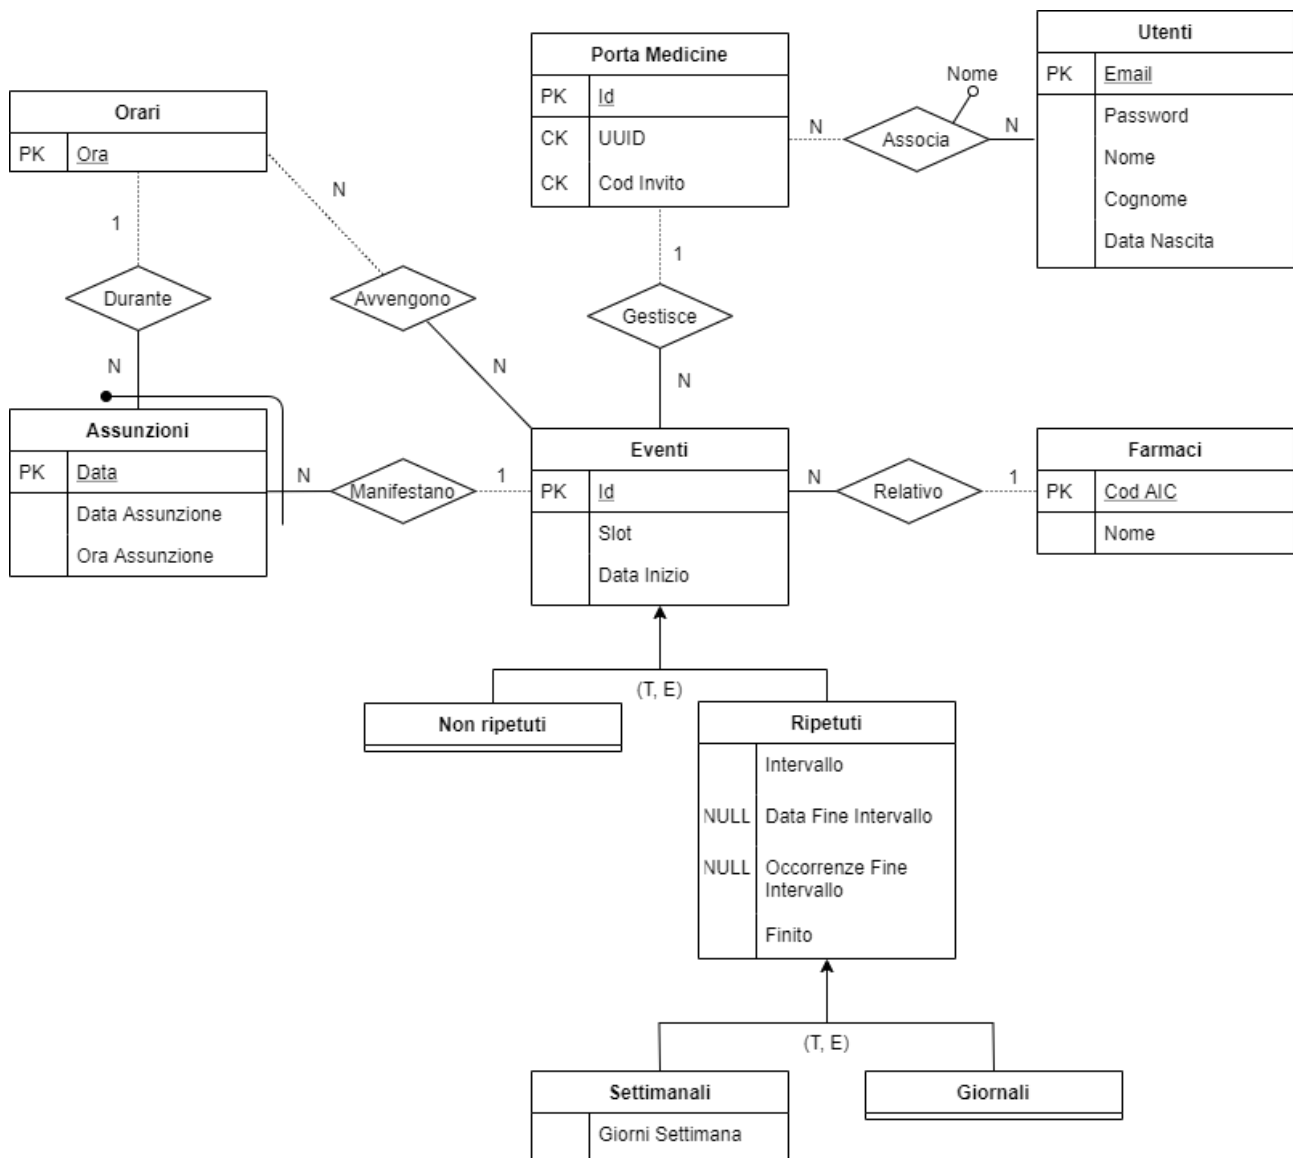 Utenti
PK Email
Password
Nome
Cognome
Data Nascita
Porta Medicine
PK Id
CK UUID
CK Cod Invito
Nome
N Associa N
Orari
PK Ora
N
1
1
Durante
Avvengono
Gestisce
N
N
N
Assunzioni
PK Data
Data Assunzione
Ora Assunzione
N Manifestano 1
Eventi
PK Id
Slot
Data Inizio
N Relativo 1
Farmaci
PK Cod AIC
Nome
(T, E)
Non ripetuti
Ripetuti
Intervallo
NULL Data Fine Intervallo
NULL Occorrenze Fine
Intervallo
Finito
(T, E)
Settimanali
Giorni Settimana
Giornali